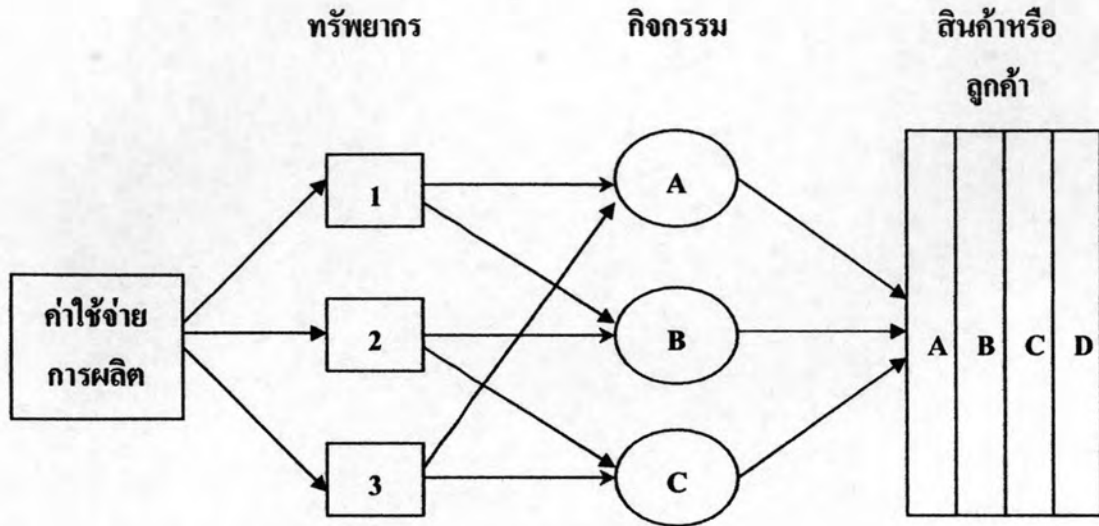 ทรัพยากร กิจกรรม สินค้าหรือ
ลูกค้า
1 A
ค่าใช้จ่าย
การผลิต
2 B A B C D
3 C